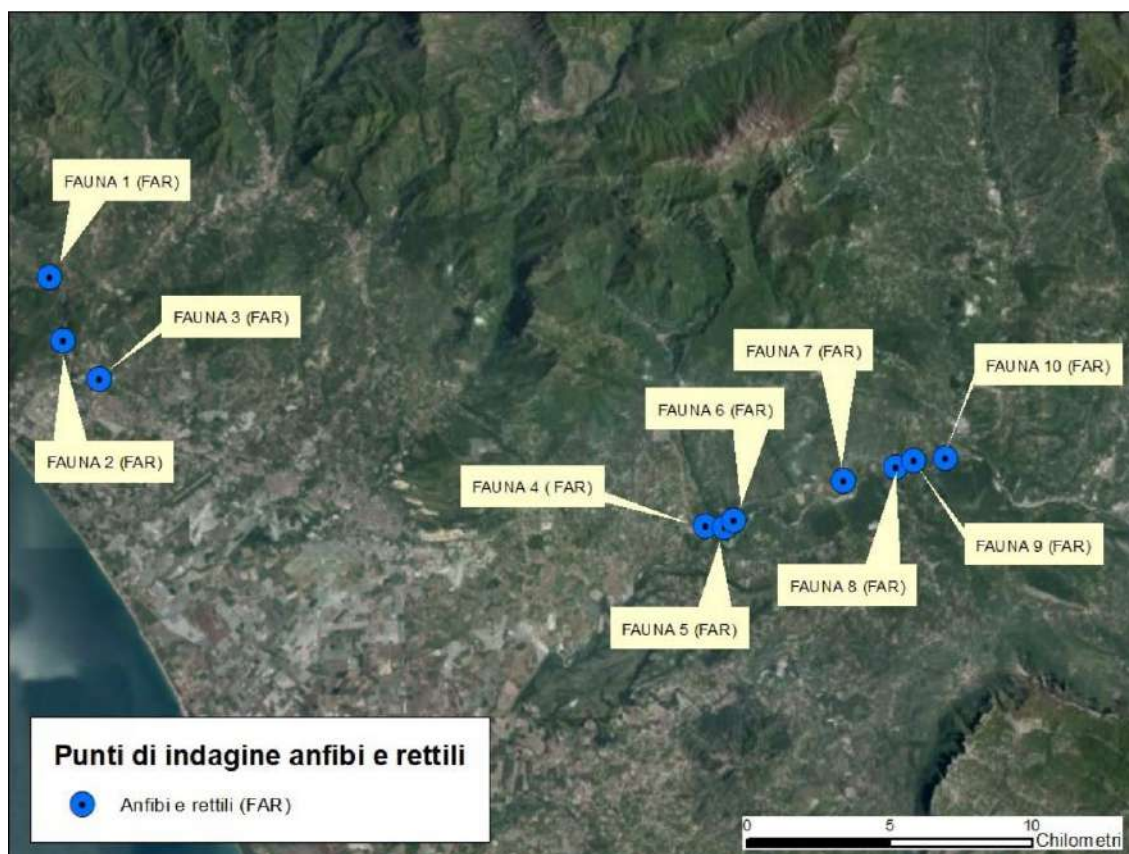 FAUNA 1 (FAR)
FAUNA 3 (FAR)
FAUNA 2 (FAR)
FAUNA 7 (FAR)
FAUNA 10 (FAR)
FAUNA 6 (FAR)
FAUNA 4 ( FAR)
FAUNA 9 (FAR)
FAUNA 8 (FAR)
FAUNA 5 (FAR)
Punti di indagine anfibi e rettili
Anfibi e rettili (FAR)
0 5 10
Chilometri